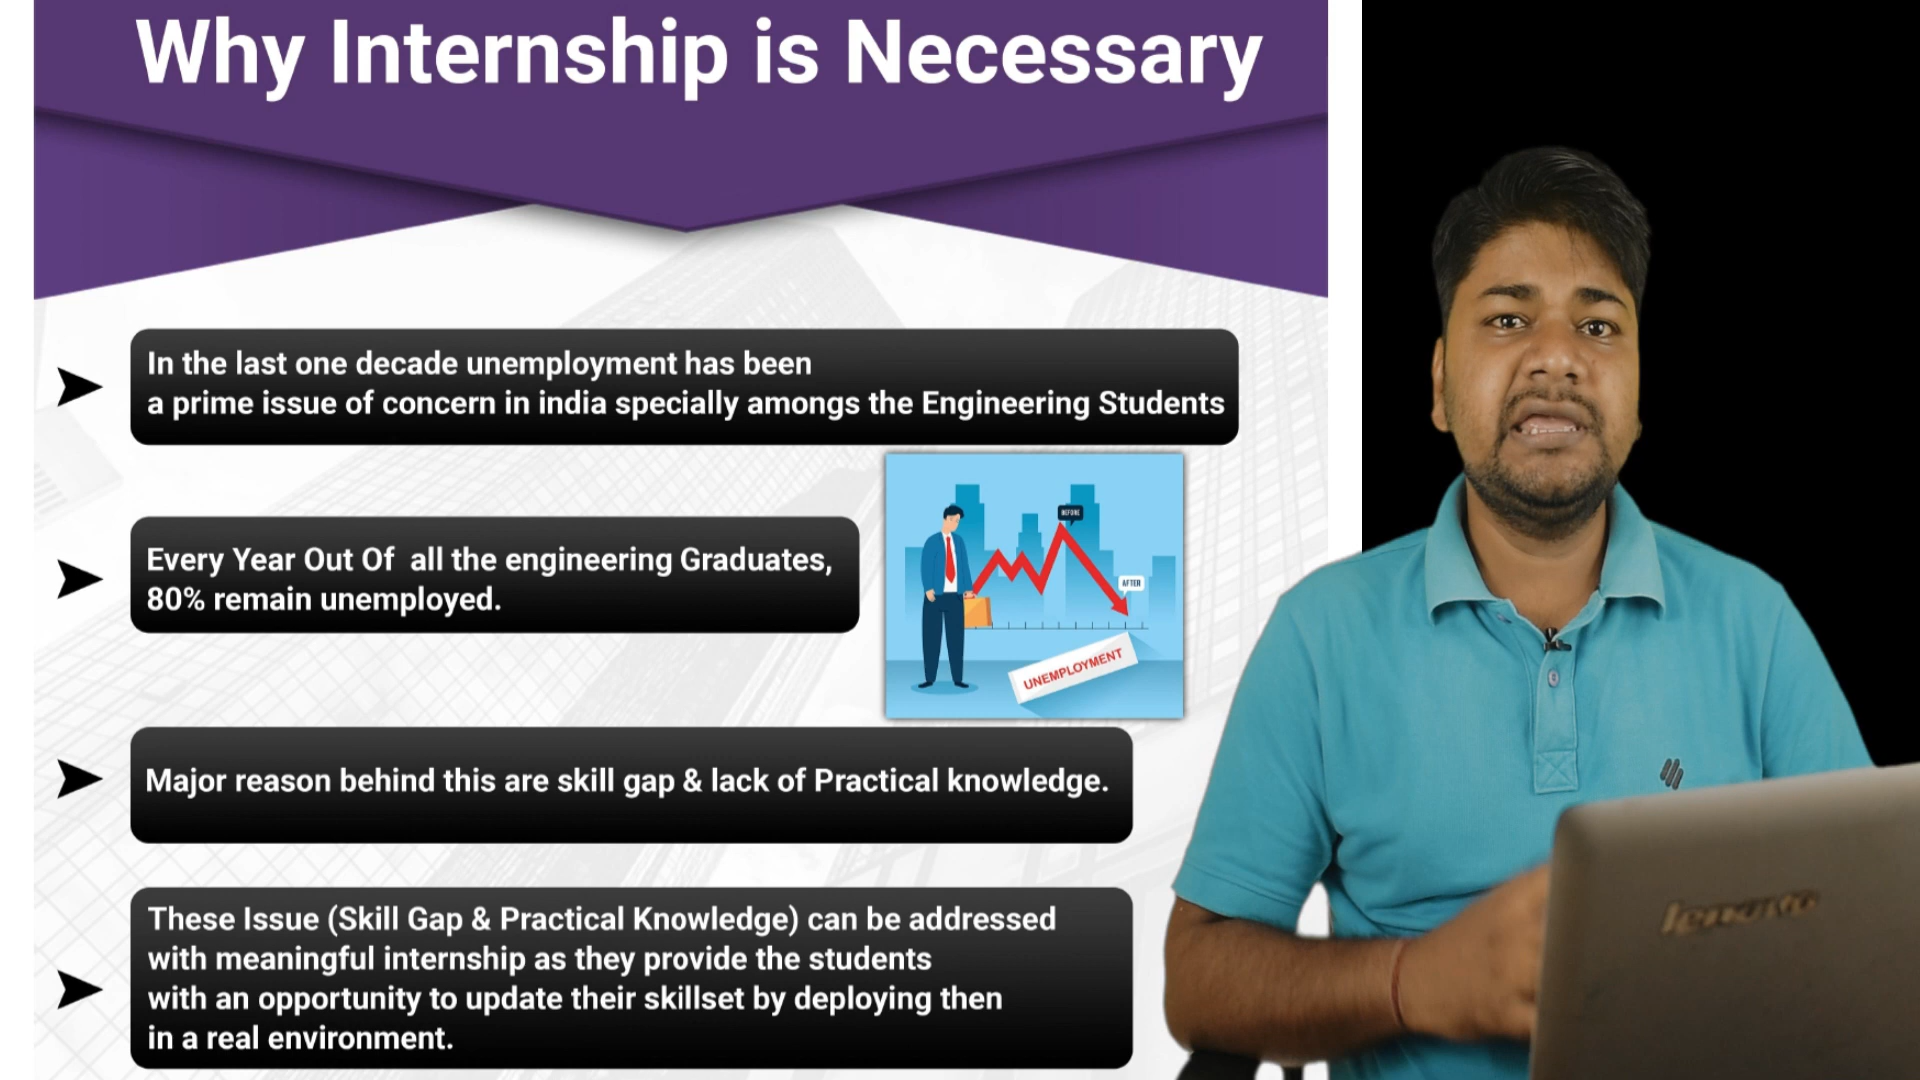 Why Internship is Necessary
In the last one decade unemployment has been
a prime issue of concern in india specially amongs the Engineering Students
Every Year Out Of all the engineering Graduates,
80% remain unemployed.
BEFORE
AFTER
UNEMPLOYMENT
Major reason behind this are skill gap & lack of Practical knowledge.
These Issue (Skill Gap & Practical Knowledge) can be addressed
with meaningful internship as they provide the students
with an opportunity to update their skillset by deploying then
in a real environment.
lenovo